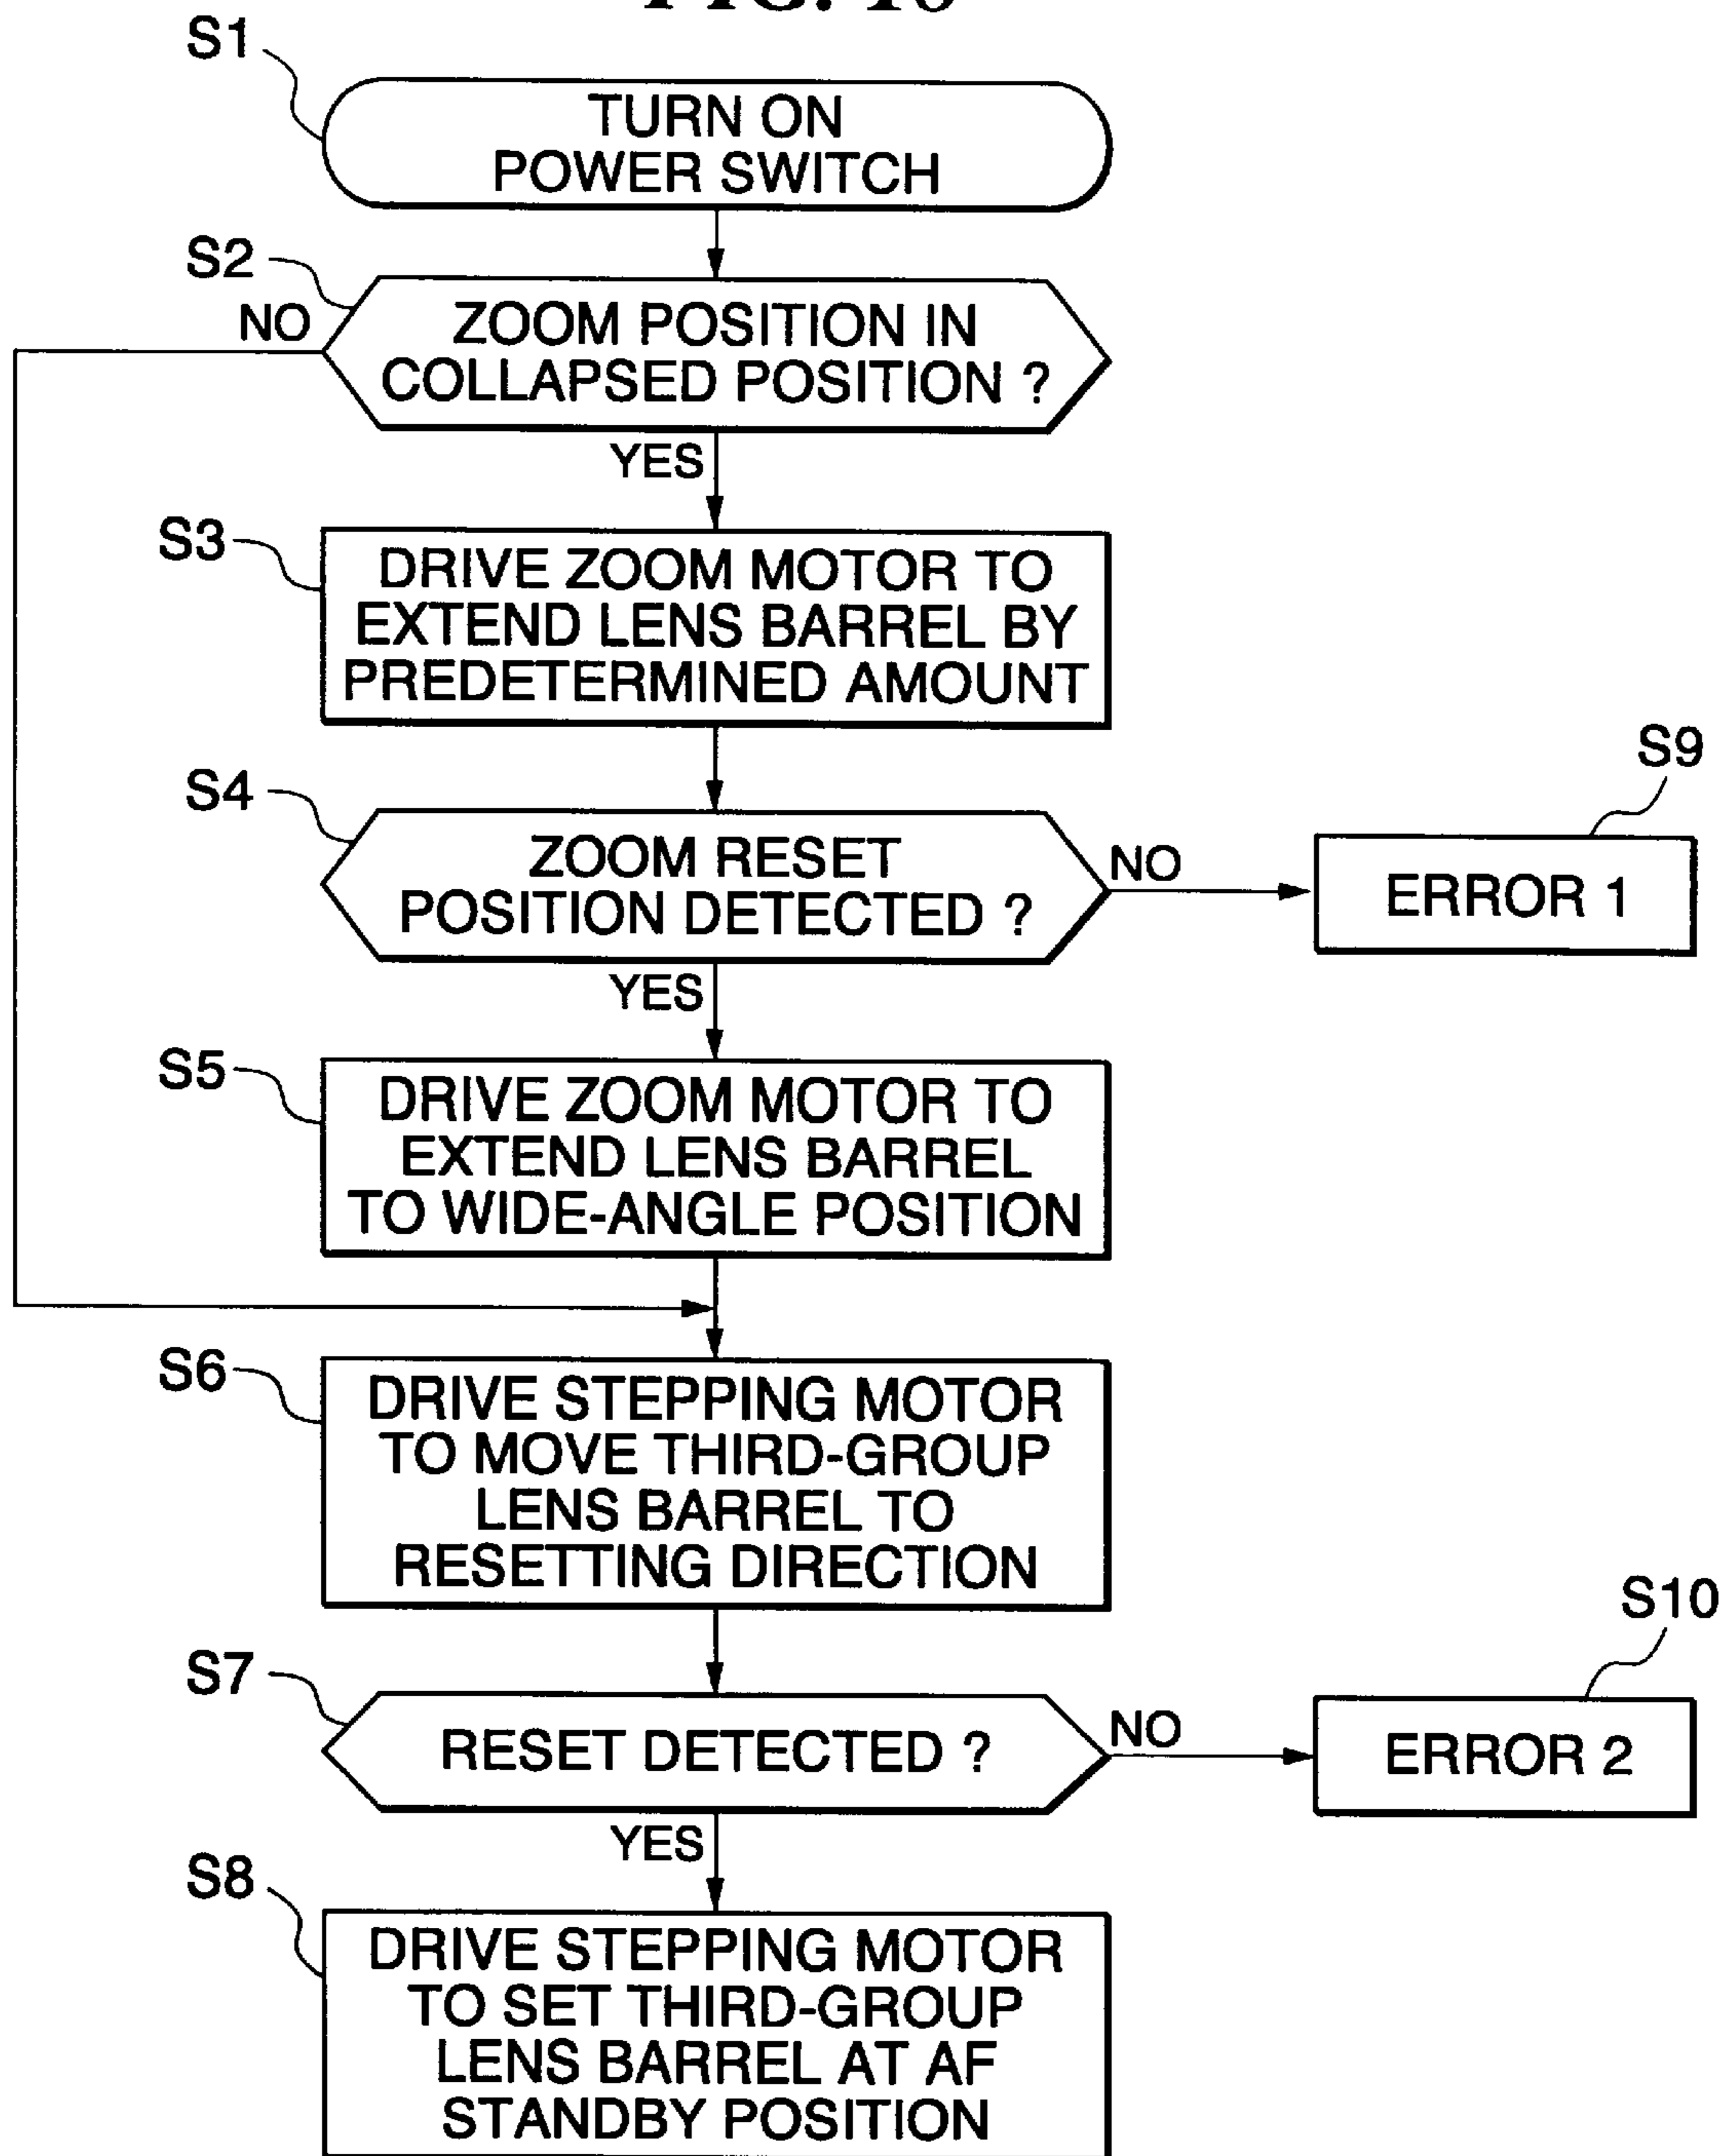 S1
TURN ON
POWER SWITCH
S2
NO
ZOOM POSITION IN
COLLAPSED POSITION ?
YES
S3
DRIVE ZOOM MOTOR TO
EXTEND LENS BARREL BY
PREDETERMINED AMOUNT
S9
S4
ZOOM RESET
POSITION DETECTED ?
NO
ERROR 1
YES
S5
DRIVE ZOOM MOTOR TO
EXTEND LENS BARREL
TO WIDE-ANGLE POSITION
S6
DRIVE STEPPING MOTOR
TO MOVE THIRD-GROUP
LENS BARREL TO
RESETTING DIRECTION
S10
S7
RESET DETECTED ?
NO
ERROR 2
YES
S8
DRIVE STEPPING MOTOR
TO SET THIRD-GROUP
LENS BARREL AT AF
STANDBY POSITION